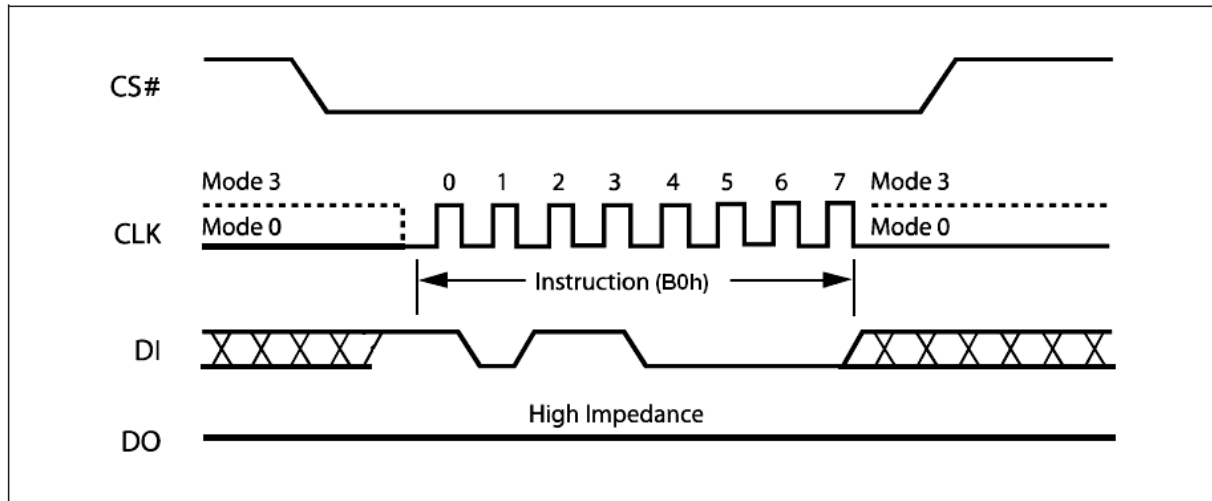 CS#
Mode 3
0 1 2 3 4 5 6 7
Mode 3
CLK
Mode 0
Mode 0
Instruction (B0h)
DI
High Impedance
DO